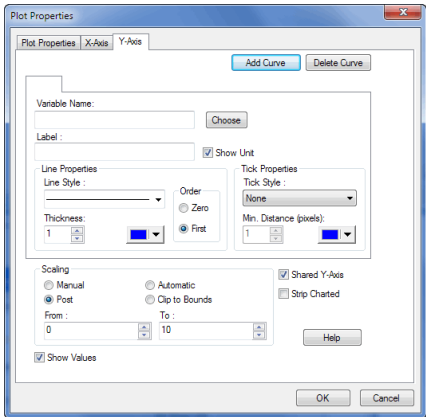 Plot Properties
Plot Properties X-Axis Y-Axis
Add Curve Delete Curve
Variable Name:
Choose
Label :
Show Unit
Line Properties Tick Properties
Line Style : Order Tick Style :
Zero None
Thickness: First Min. Distance (pixels):
1 1
Scaling
Manual Automatic Shared Y-Axis
Post Clip to Bounds Strip Charted
From : To :
0 10 Help
Show Values
OK Cancel